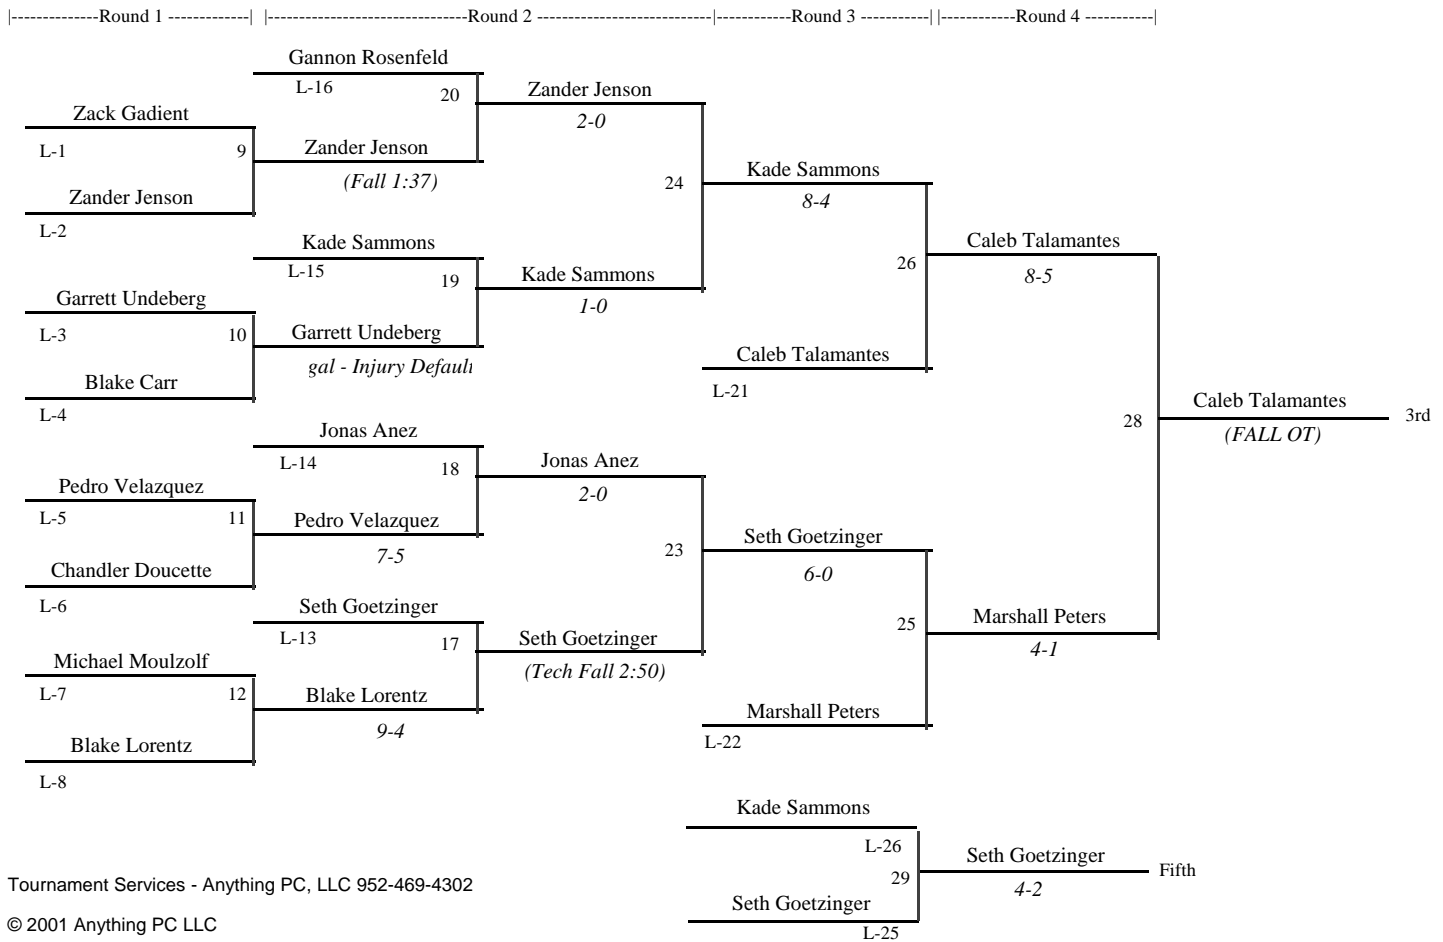 |--------------Round 1 -------------|
|-------------------------------Round 2 ---------------------------|------------Round 3 -----------|
|------------Round 4 -----------|
Gannon Rosenfeld
L-16
20
Zander Jenson
2-0
Zack Gadient
L-1
9
Zander Jenson
(Fall 1:37)
24
Kade Sammons
8-4
Zander Jenson
L-2
Kade Sammons
L-15
19
Kade Sammons
1-0
26
Caleb Talamantes
8-5
Garrett Undeberg
L-3
10
Garrett Undeberg
gal - Injury Default
Caleb Talamantes
L-21
Blake Carr
L-4
28
Caleb Talamantes
(FALL OT)
3rd
Jonas Anez
L-14
18
Jonas Anez
2-0
Pedro Velazquez
L-5
11
Pedro Velazquez
7-5
23
Seth Goetzinger
6-0
Chandler Doucette
L-6
Seth Goetzinger
L-13
17
Seth Goetzinger
(Tech Fall 2:50)
25
Marshall Peters
4-1
Michael Moulzolf
L-7
12
Blake Lorentz
9-4
Marshall Peters
L-22
Blake Lorentz
L-8
Kade Sammons
L-26
29
Seth Goetzinger
4-2
Fifth
Seth Goetzinger
L-25
Tournament Services - Anything PC, LLC 952-469-4302
© 2001 Anything PC LLC